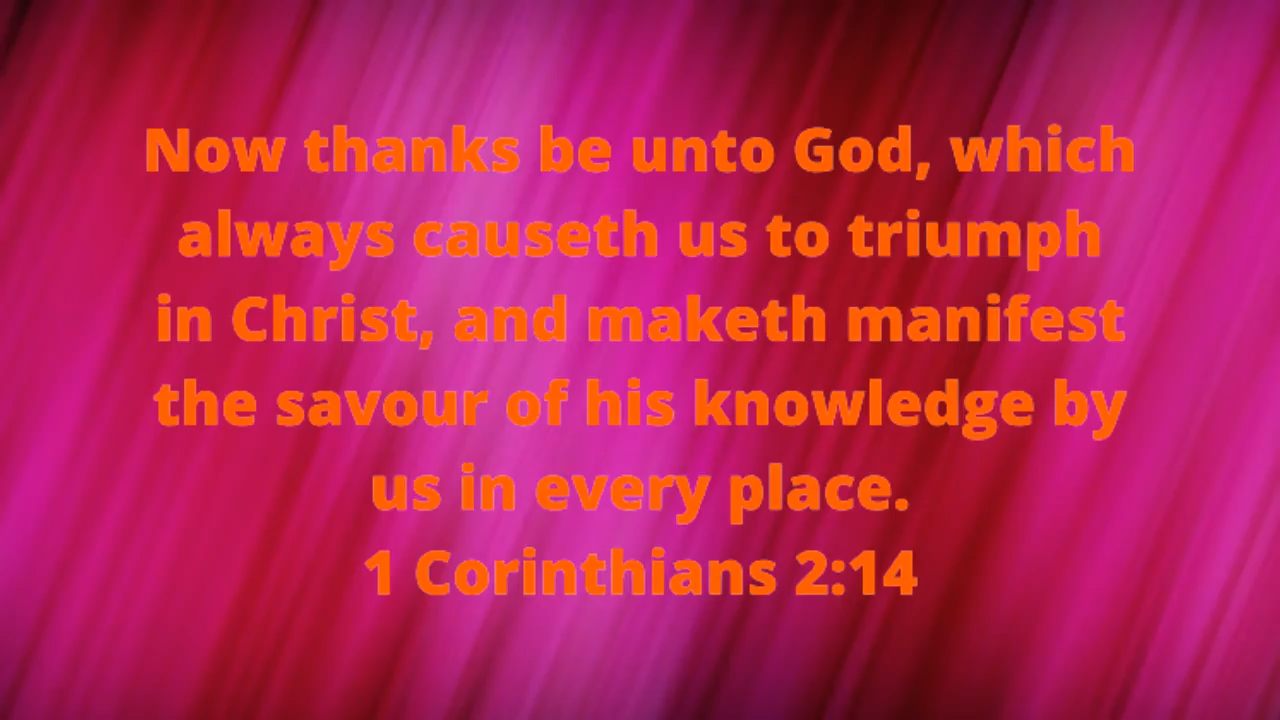 Now thanks be unto God, which
always causeth us to triumph
in Christ, and maketh manifest
the savour of his knowledge by
us in every place.
1 Corinthians 2:14